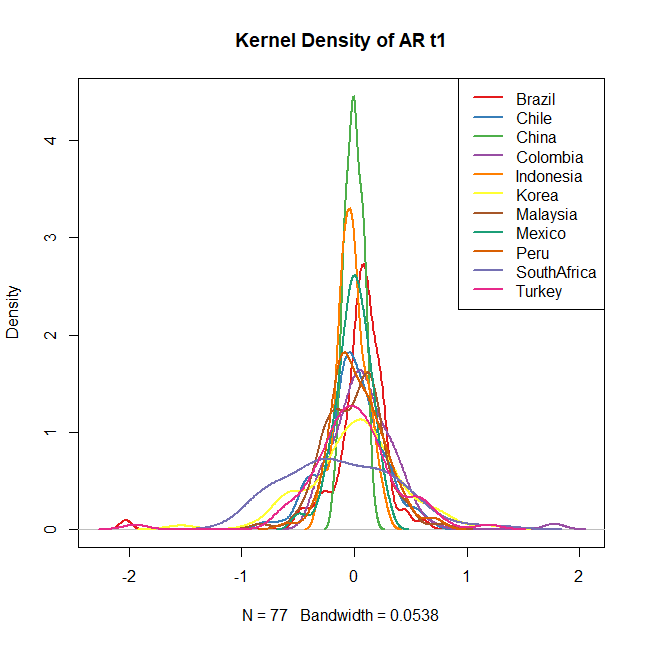 Kernel Density of AR t1
Brazil
Chile
China
Colombia
Indonesia
Korea
Malaysia
Mexico
Peru
SouthAfrica
Turkey
Density
4
3
2
1
0
-2 -1 0 1 2
N = 77 Bandwidth = 0.0538